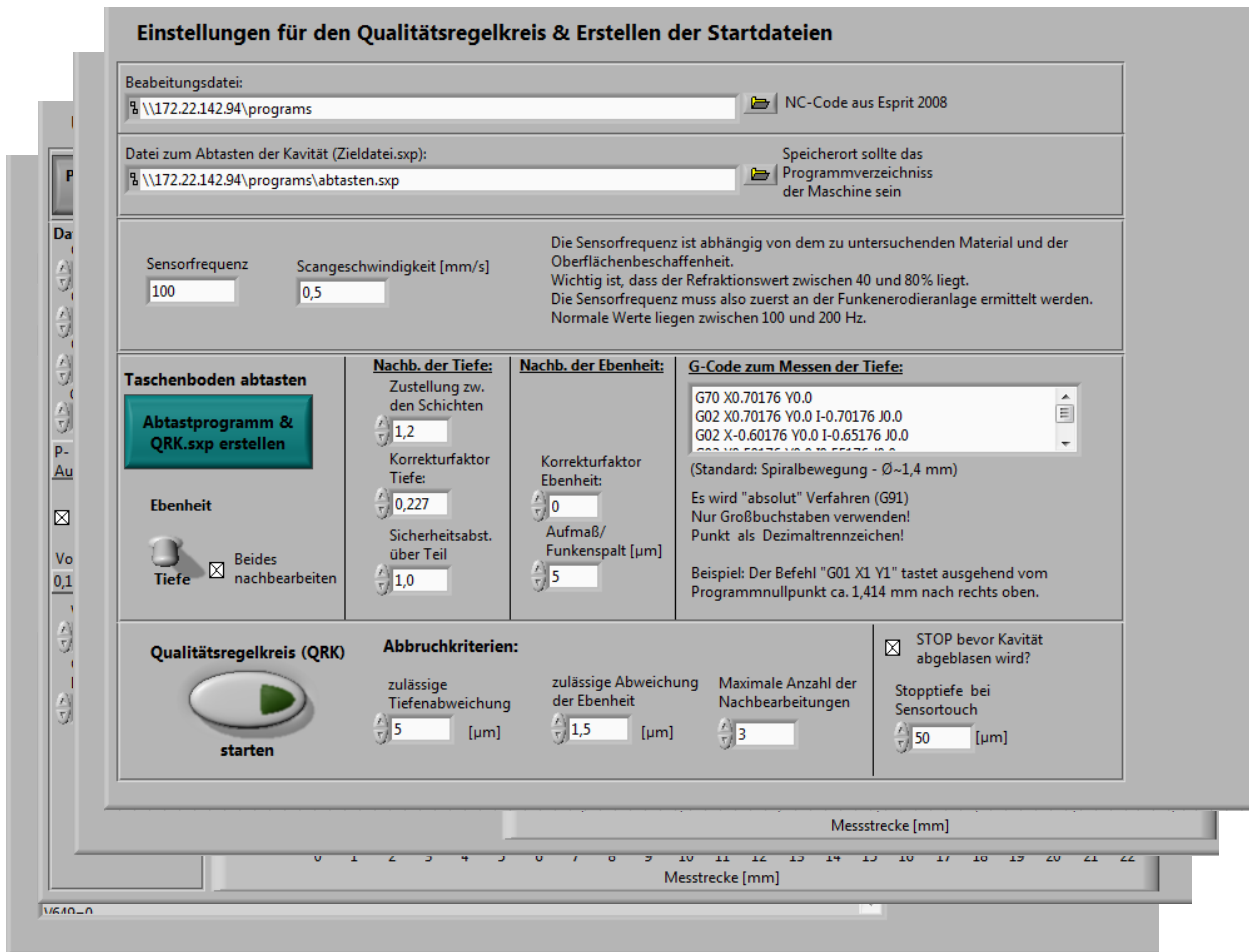 Einstellungen für den Qualitätsregelkreis & Erstellen der Startdateien
Beabeitungsdatei:
\\172.22.142.94\programs
NC-Code aus Esprit 2008
Datei zum Abtasten der Kavität (Zieldatei.sxp):
\\172.22.142.94\programs\abtasten.sxp
Speicherort sollte das
Programmverzeichniss
der Maschine sein
Sensorfrequenz
100
Scangeschwindigkeit [mm/s]
0,5
Die Sensorfrequenz ist abhängig von dem zu untersuchenden Material und der
Oberflächenbeschaffenheit.
Wichtig ist, dass der Refraktionswert zwischen 40 und 80% liegt.
Die Sensorfrequenz muss also zuerst an der Funkenerodieranlage ermittelt werden.
Normale Werte liegen zwischen 100 und 200 Hz.
Taschenboden abtasten
Abtastprogramm &
QRK.sxp erstellen
Ebenheit
Tiefe
Beides
nachbearbeiten
Nachb. der Tiefe:
Zustellung zw.
den Schichten
1,2
Korrekturfaktor
Tiefe:
0,227
Sicherheitsabst.
über Teil
1,0
Nachb. der Ebenheit:
Korrekturfaktor
Ebenheit:
0
Aufmaß/
Funkenspalt [µm]
5
G-Code zum Messen der Tiefe:
G70 X0.70176 Y0.0
G02 X0.70176 Y0.0 I-0.70176 J0.0
G02 X-0.60176 Y0.0 I-0.65176 J0.0
(Standard: Spiralbewegung - Ø~1,4 mm)
Es wird "absolut" Verfahren (G91)
Nur Großbuchstaben verwenden!
Punkt als Dezimaltrennzeichen!
Beispiel: Der Befehl "G01 X1 Y1" tastet ausgehend vom
Programmnullpunkt ca. 1,414 mm nach rechts oben.
Qualitätsregelkreis (QRK)
starten
Abbruchkriterien:
zulässige
Tiefenabweichung
5 [µm]
zulässige Abweichung
der Ebenheit
1,5 [µm]
Maximale Anzahl der
Nachbearbeitungen
3
STOP bevor Kavität
abgeblasen wird?
Stopptiefe bei
Sensortouch
50 [µm]
P
Da
P-
Au
Vo
0,1
Messstrecke [mm]
0 1 2 3 4 5 6 7 8 9 10 11 12 13 14 15 16 17 18 19 20 21 22
Messtrecke [mm]
V649=0